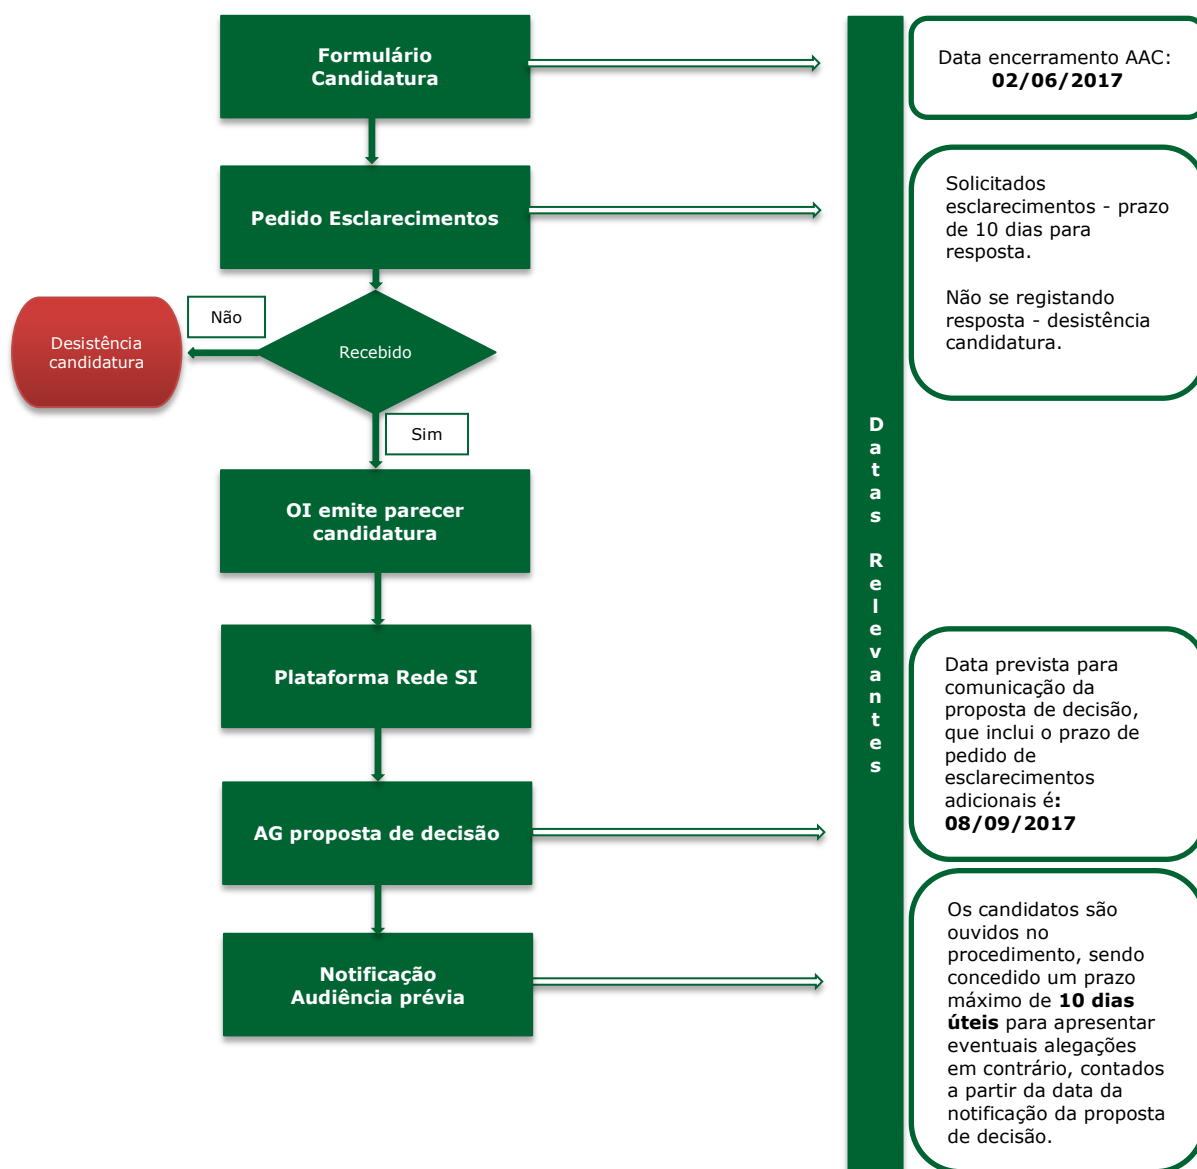 Formulário
Candidatura
Data encerramento AAC:
02/06/2017
Pedido Esclarecimentos
Solicitados
esclarecimentos - prazo
de 10 dias para
resposta.
Não se registando
resposta - desistência
candidatura.
Não
Desistência
candidatura
Recebido
Sim
OI emite parecer
candidatura
Plataforma Rede SI
AG proposta de decisão
Notificação
Audiência prévia
Datas Relevantes
Data prevista para
comunicação da
proposta de decisão,
que inclui o prazo de
pedido de
esclarecimentos
adicionais é:
08/09/2017
Os candidatos são
ouvidos no
procedimento, sendo
concedido um prazo
máximo de 10 dias
úteis para apresentar
eventuais alegações
em contrário, contados
a partir da data da
notificação da proposta
de decisão.